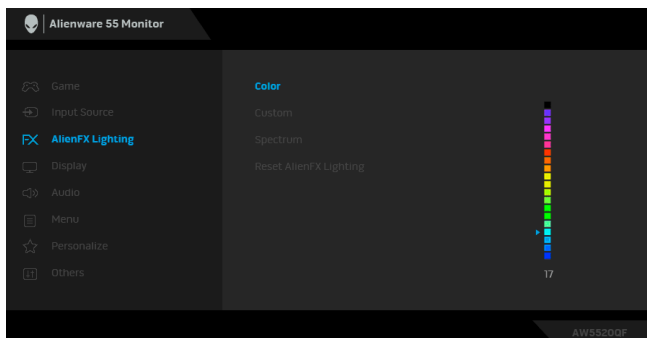 Alienware 55 Monitor
Game
Input Source
FX AlienFX Lighting
Display
Audio
Menu
Personalize
Others
Color
Custom
Spectrum
Reset AlienFX Lighting
17
AW5520QF